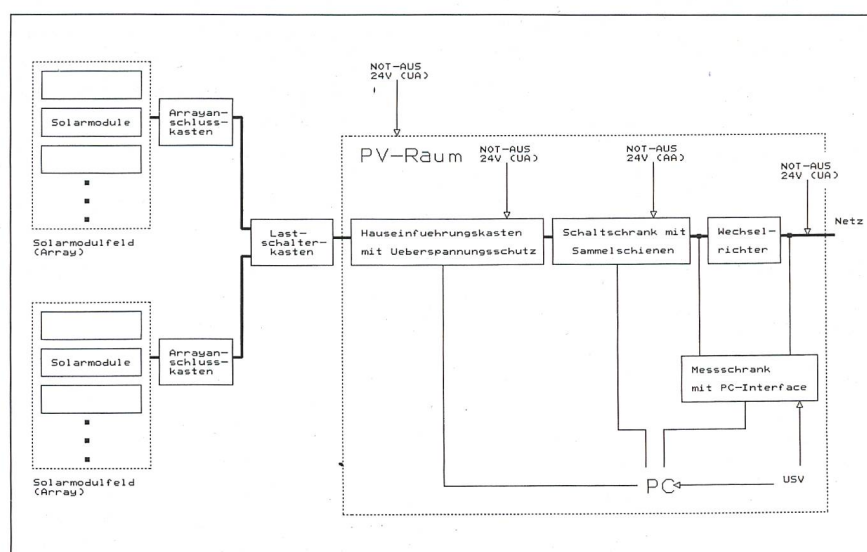 NOT-AUS
24V (UA)
Solarmodule
Arrayan-
schluss-
kasten
PV-Raum
NOT-AUS
24V (UA)
NOT-AUS
24V (AA)
NOT-AUS
24V (UA)
Netz
Solarmodulfeld
(Array)
Last-
schalter-
kasten
Hauseinfuehrungskasten
mit Ueberspannungsschutz
Schaltschrank mit
Sammelschienen
Wechsel-
richter
Solarmodule
Arrayan-
schluss-
kasten
Messschrank
mit PC-Interface
Solarmodulfeld
(Array)
PC
USV